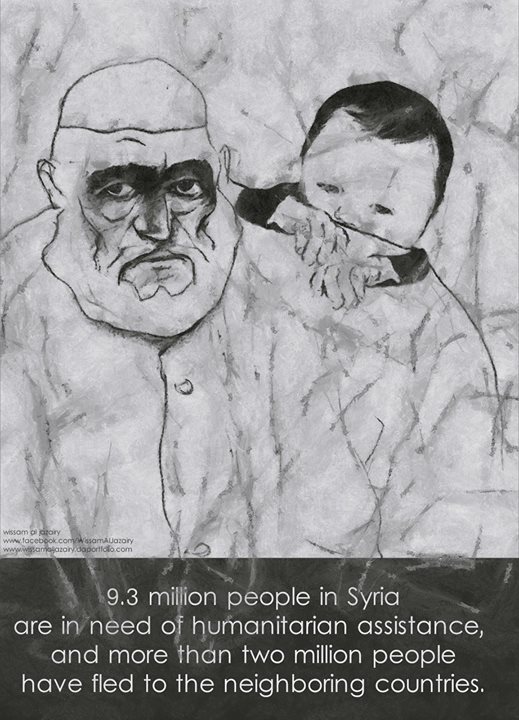 wissam al jazairy
www.facebook.com/WissamAlJazairy
www.wissamaljazairy.daportfolio.com
9.3 million people in Syria
are in need of humanitarian assistance,
and more than two million people
have fled to the neighboring countries.